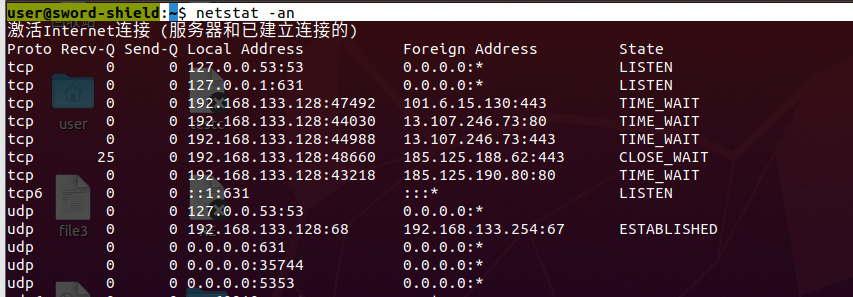 user@sword-shield:~$ netstat -an
激活Internet连接 (服务器和已建立连接的)
Proto Recv-Q Send-Q Local Address           Foreign Address         State
tcp        0      0 127.0.0.53:53           0.0.0.0:*               LISTEN
tcp        0      0 127.0.0.1:631           0.0.0.0:*               LISTEN
tcp        0      0 192.168.133.128:47492   101.6.15.130:443        TIME_WAIT
tcp        0      0 192.168.133.128:44030   13.107.246.73:80        TIME_WAIT
tcp        0      0 192.168.133.128:44988   13.107.246.73:443       TIME_WAIT
tcp       25      0 192.168.133.128:48660   185.125.188.62:443      CLOSE_WAIT
tcp        0      0 192.168.133.128:43218   185.125.190.80:80       TIME_WAIT
tcp6       0      0 ::1:631                 :::*                    LISTEN
udp        0      0 127.0.0.53:53           0.0.0.0:*
udp        0      0 192.168.133.128:68      192.168.133.254:67      ESTABLISHED
udp        0      0 0.0.0.0:631             0.0.0.0:*
udp        0      0 0.0.0.0:35744           0.0.0.0:*
udp        0      0 0.0.0.0:5353            0.0.0.0:*
user
file3